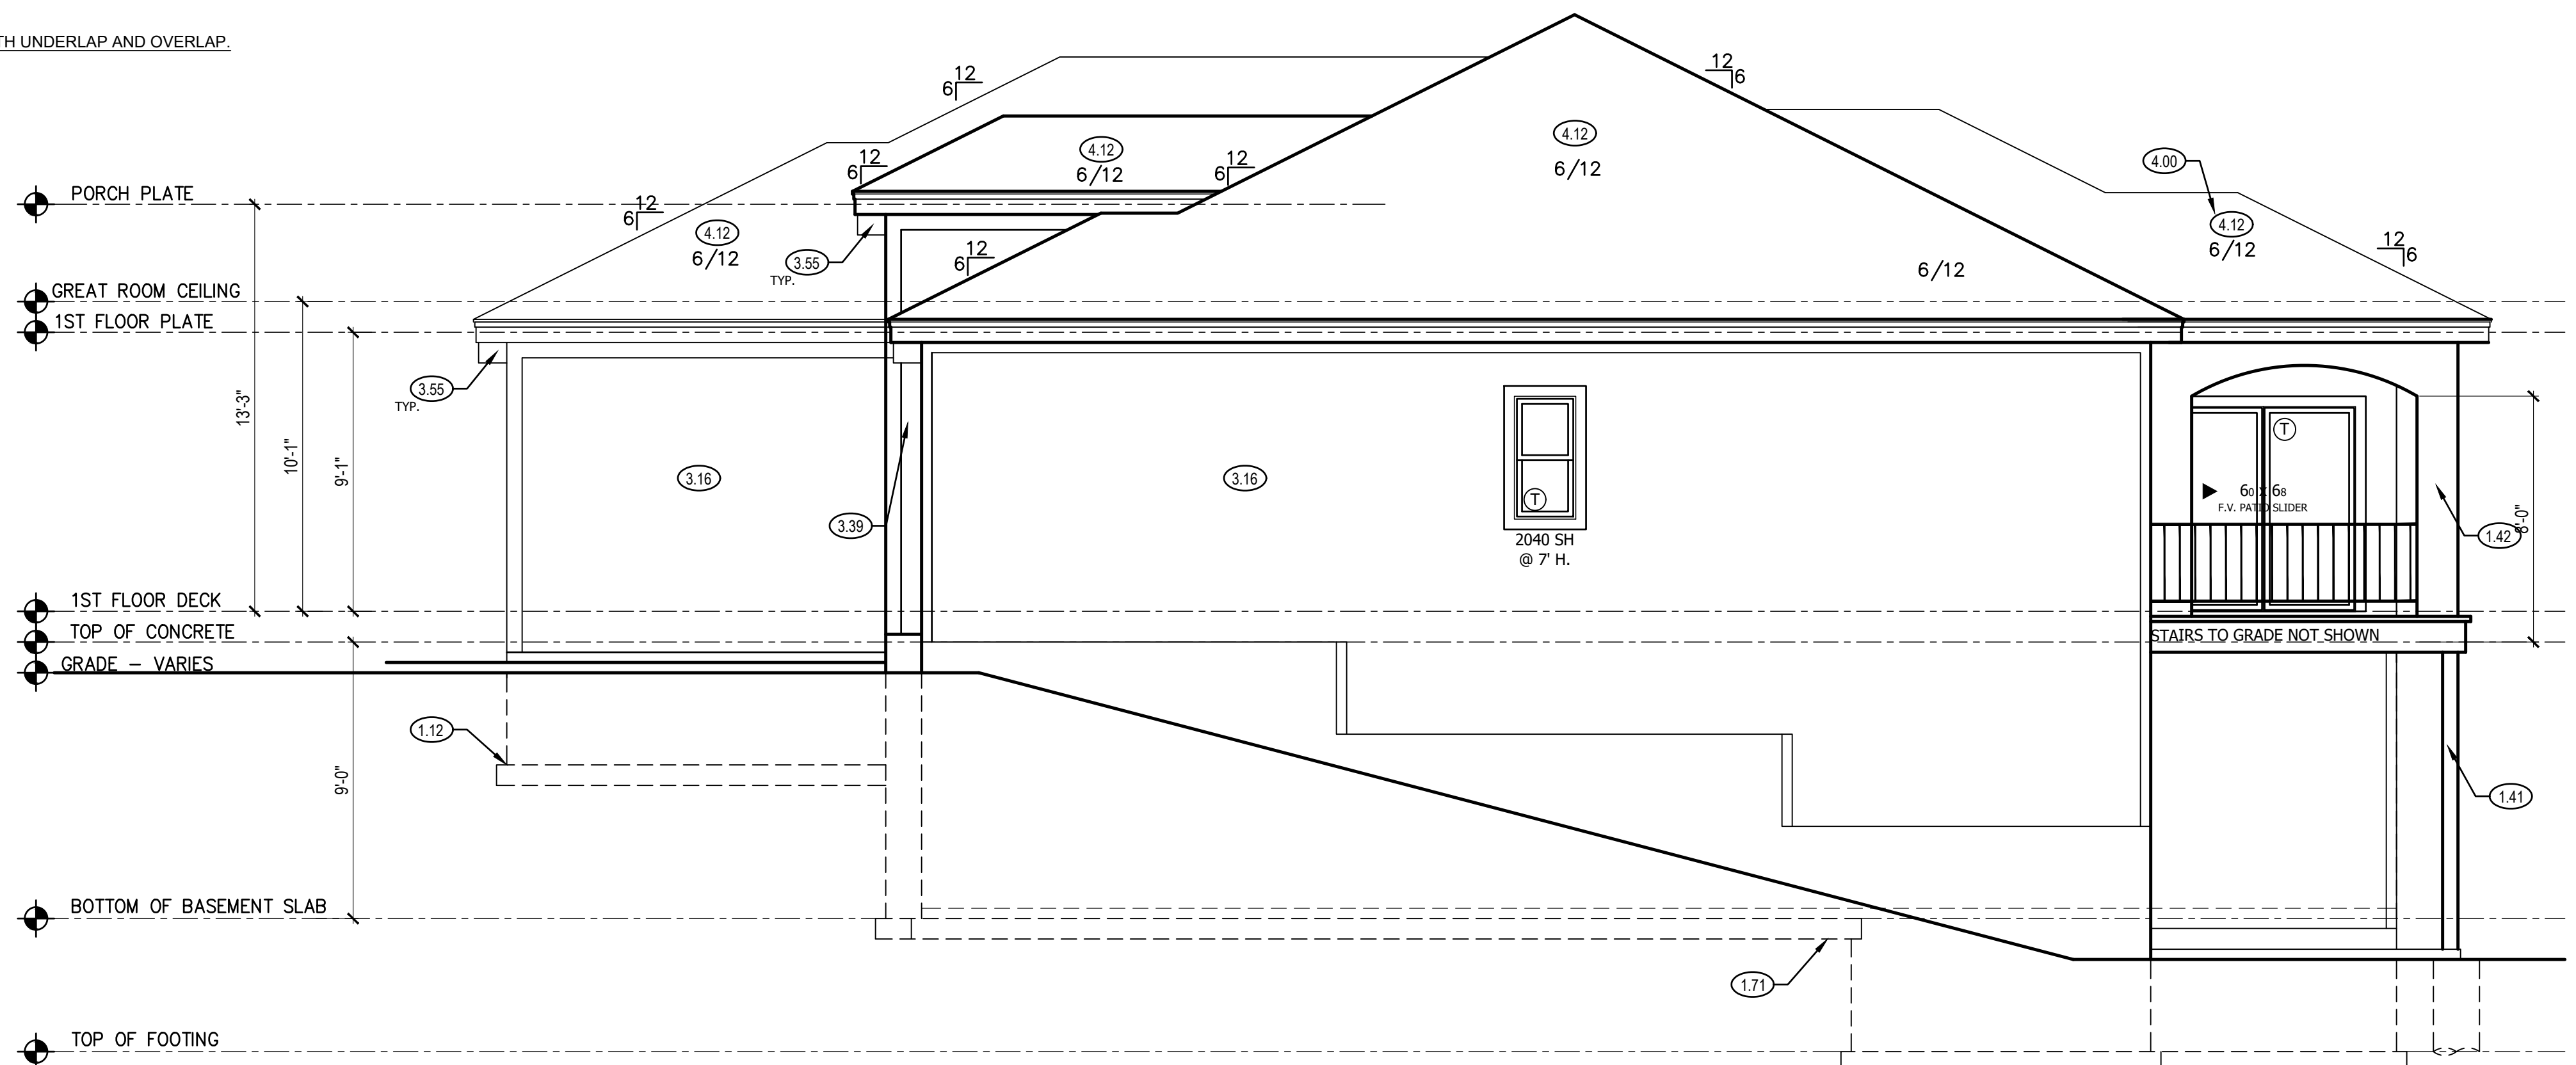 TH UNDERLAP AND OVERLAP.
12
6
12
6
12
6
4.12
6/12
12
6
4.12
6/12
4.12
6/12
12
6
4.00
4.12
6/12
12
6
12
6
4.12
6/12
3.55
TYP.
12
6
6/12
PORCH PLATE
GREAT ROOM CEILING
1ST FLOOR PLATE
3.55
TYP.
13'-3"
10'-1"
9'-1"
3.16
3.39
3.16
T
2040 SH
@ 7' H.
T
60 X 68
F.V. PATIO SLIDER
1.42
8'-0"
1ST FLOOR DECK
TOP OF CONCRETE
GRADE – VARIES
STAIRS TO GRADE NOT SHOWN
1.12
9'-0"
1.41
BOTTOM OF BASEMENT SLAB
1.71
TOP OF FOOTING